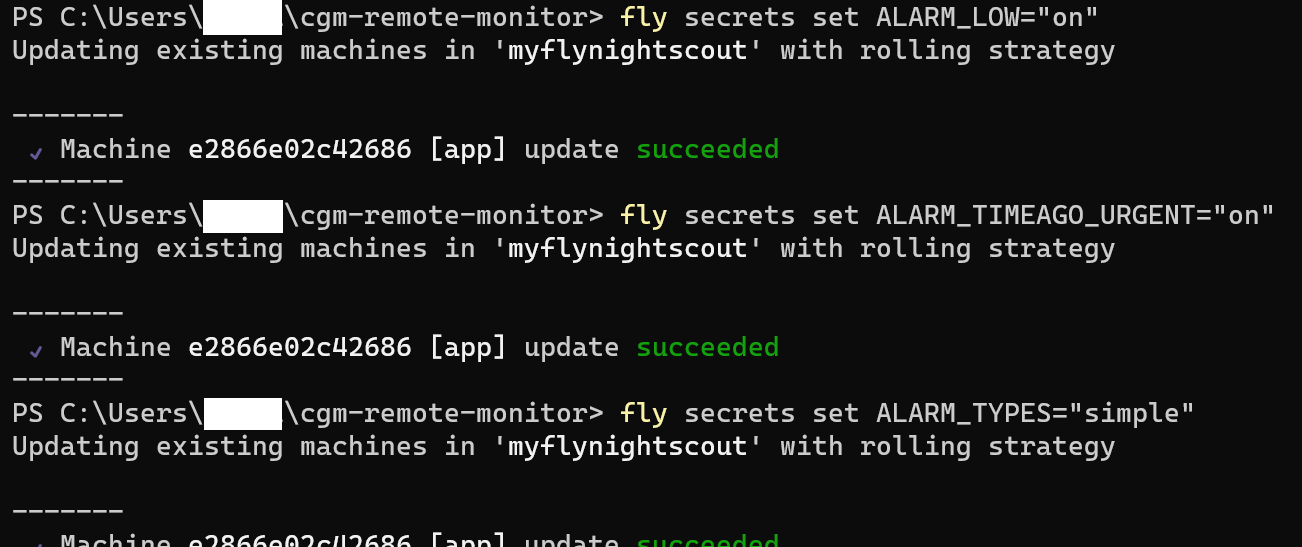 PS C:\Users\ \cgm-remote-monitor> fly secrets set ALARM_LOW="on"
Updating existing machines in 'myflynightscout' with rolling strategy
-------
✓ Machine e2866e02c42686 [app] update succeeded
-------
PS C:\Users\ \cgm-remote-monitor> fly secrets set ALARM_TIMEAGO_URGENT="on"
Updating existing machines in 'myflynightscout' with rolling strategy
-------
✓ Machine e2866e02c42686 [app] update succeeded
-------
PS C:\Users\ \cgm-remote-monitor> fly secrets set ALARM_TYPES="simple"
Updating existing machines in 'myflynightscout' with rolling strategy
-------
✓ Machine e2866e02c42686 [app] update succeeded